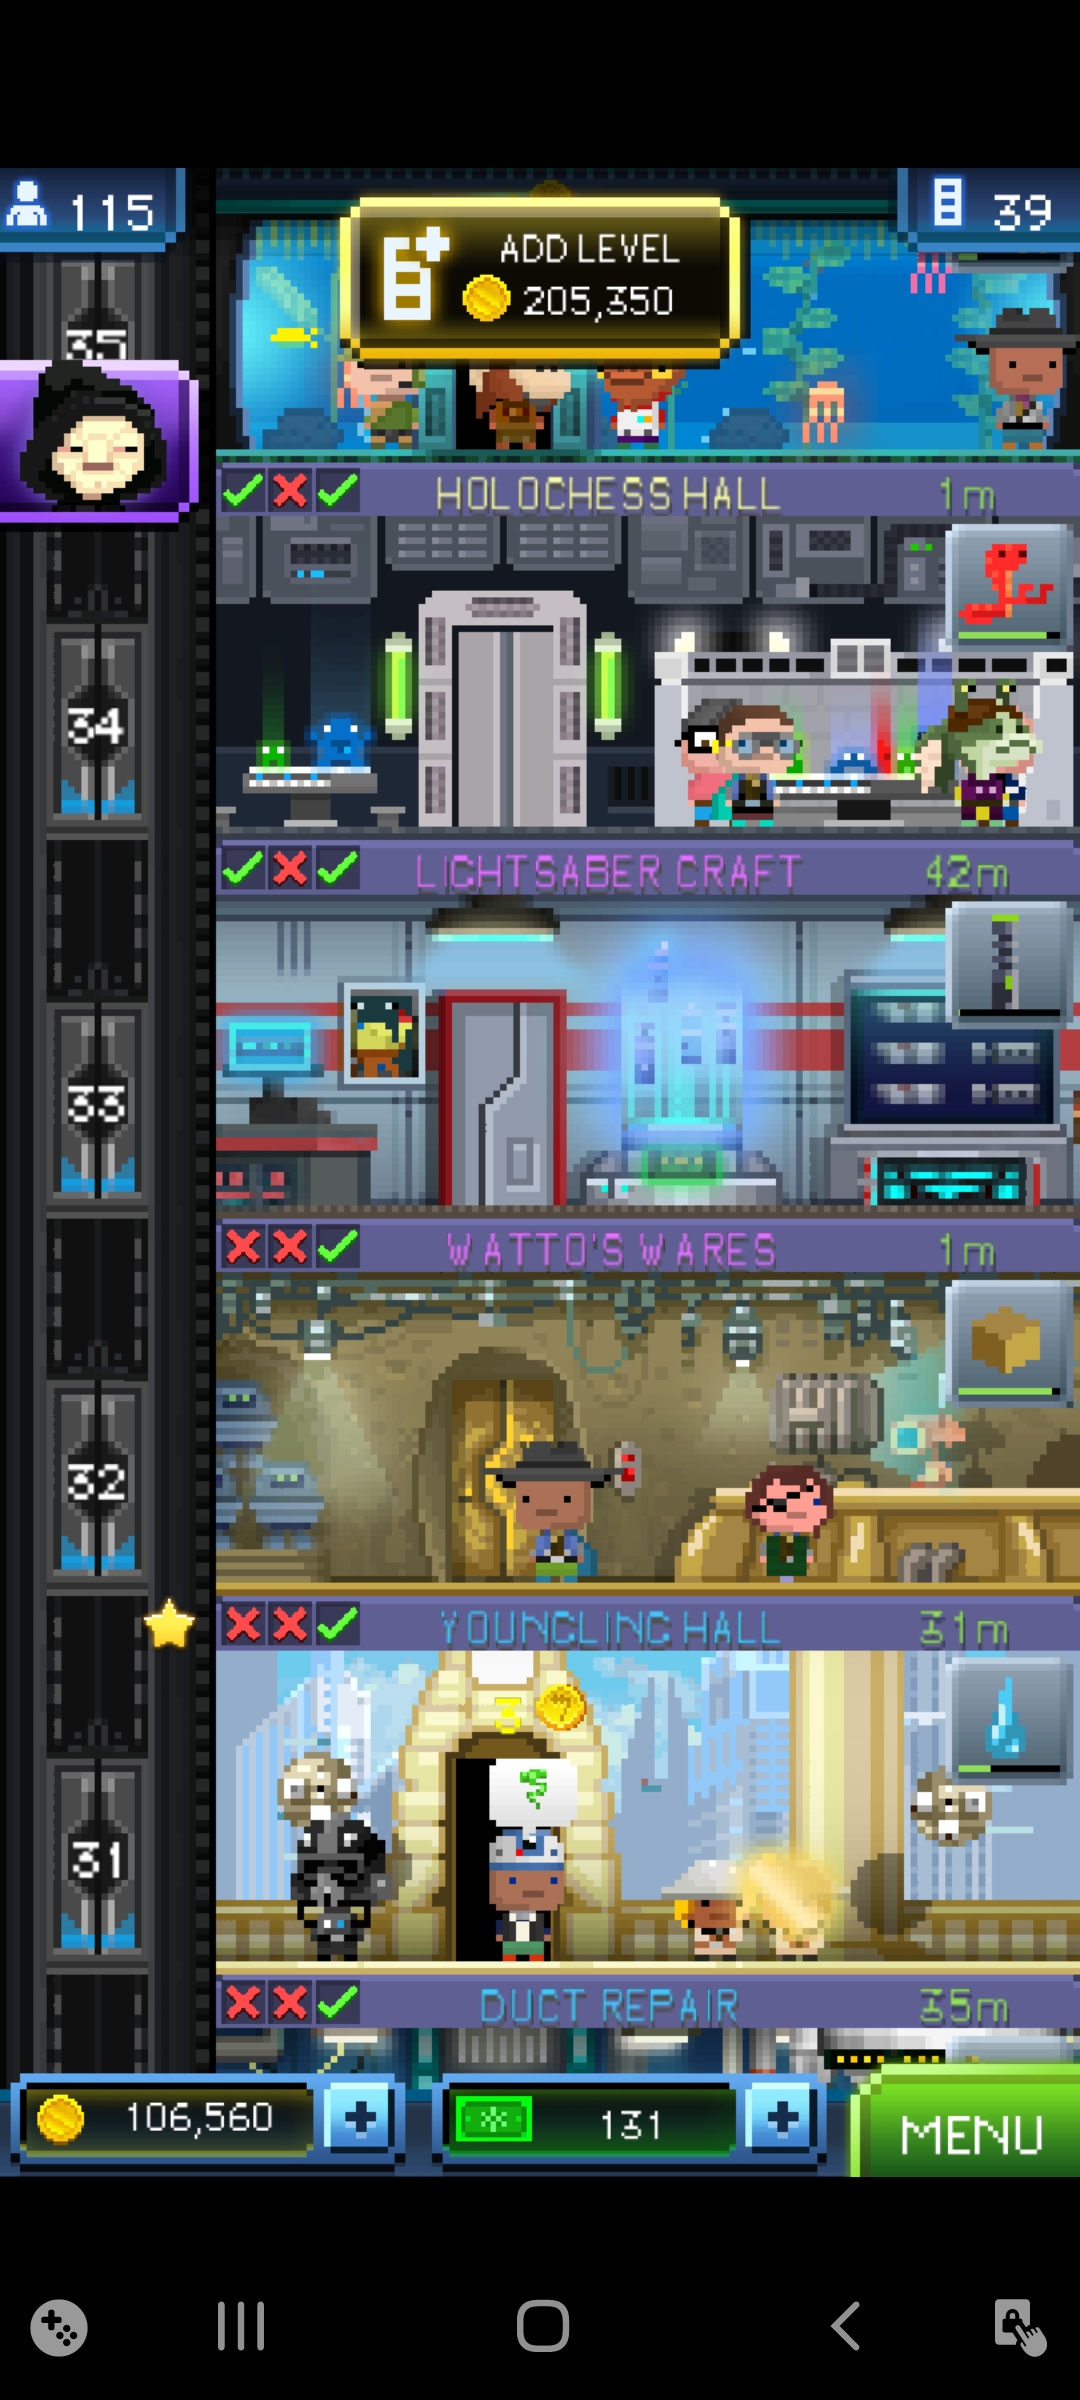 115
39
ADD LEVEL
205,350
35
HOLOCHESS HALL 1m
34
LIGHTSABER CRAFT 42m
33
WATTO'S WARES 1m
32
YOUNGLING HALL 31m
3
31
DUCT REPAIR 35m
106,560
131
MENU